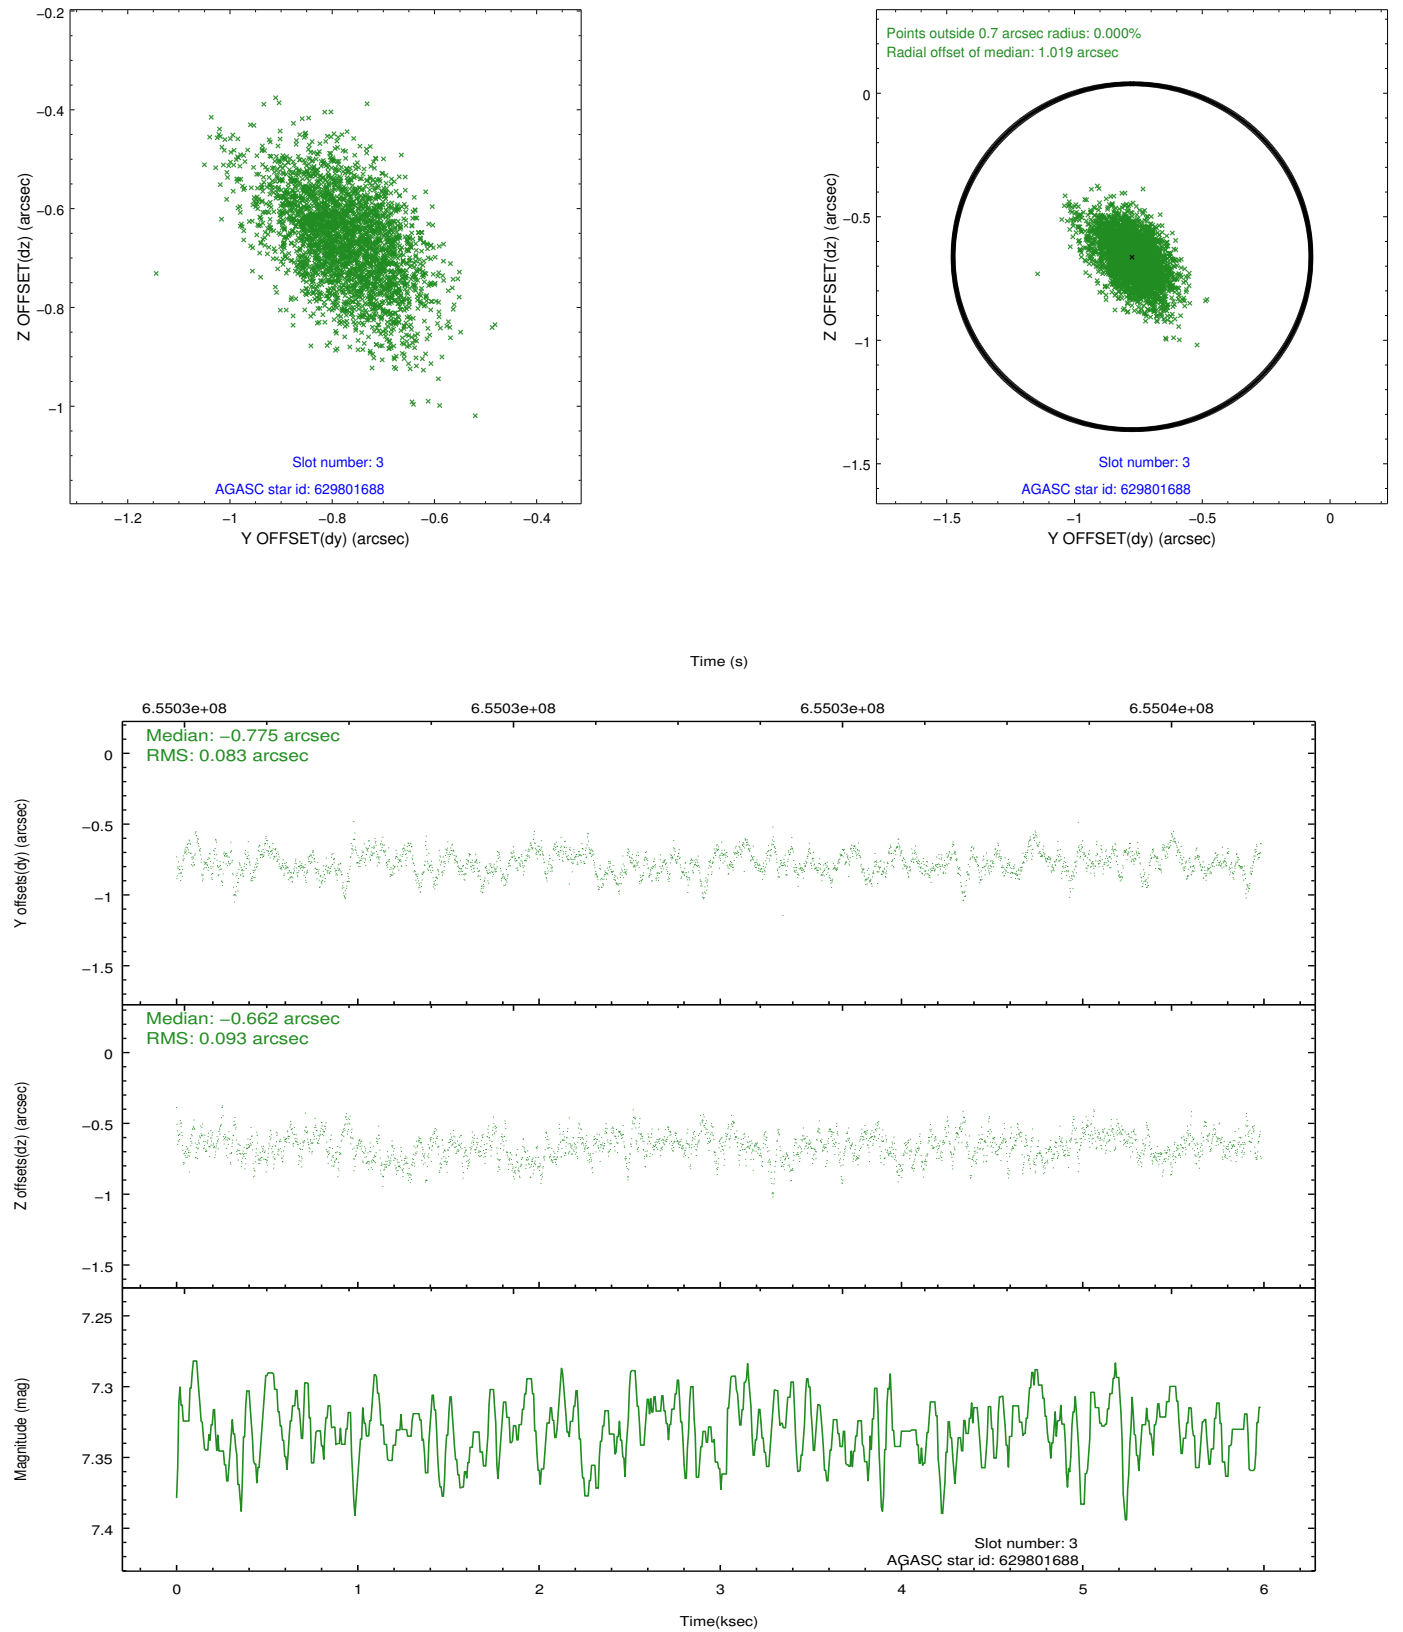 −0.2
−0.4
−0.6
−0.8
−1
Z OFFSET(dz) (arcsec)
Slot number: 3
AGASC star id: 629801688
−1.2 −1 −0.8 −0.6 −0.4
Y OFFSET(dy) (arcsec)
Points outside 0.7 arcsec radius: 0.000%
Radial offset of median: 1.019 arcsec
0
−0.5
−1
−1.5
Z OFFSET(dz) (arcsec)
Slot number: 3
AGASC star id: 629801688
−1.5 −1 −0.5 0
Y OFFSET(dy) (arcsec)
Time (s)
6.5503e+08 6.5503e+08 6.5503e+08 6.5504e+08
Median: −0.775 arcsec
RMS: 0.083 arcsec
0
−0.5
−1
−1.5
Y offsets(dy) (arcsec)
Median: −0.662 arcsec
RMS: 0.093 arcsec
0
−0.5
−1
−1.5
Z offsets(dz) (arcsec)
7.25
7.3
7.35
7.4
Magnitude (mag)
Slot number: 3
AGASC star id: 629801688
0 1 2 3 4 5 6
Time(ksec)